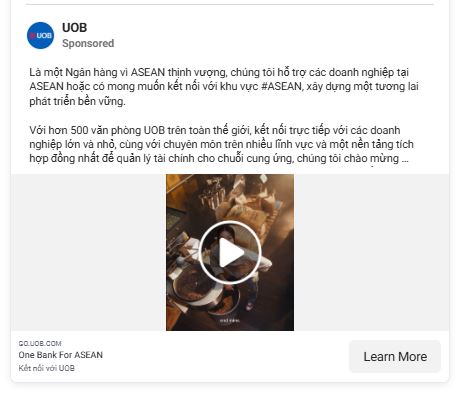 UOB
UOB
Sponsored
Là một Ngân hàng vì ASEAN thịnh vượng, chúng tôi hỗ trợ các doanh nghiệp tại
ASEAN hoặc có mong muốn kết nối với khu vực #ASEAN, xây dựng một tương lai
phát triển bền vững.
Với hơn 500 văn phòng UOB trên toàn thế giới, kết nối trực tiếp với các doanh
nghiệp lớn và nhỏ, cùng với chuyên môn trên nhiều lĩnh vực và một nền tảng tích
hợp đồng nhất để quản lý tài chính cho chuỗi cung ứng, chúng tôi chào mừng ...
and mine.
GO.UOB.COM
One Bank For ASEAN
Kết nối với UOB
Learn More